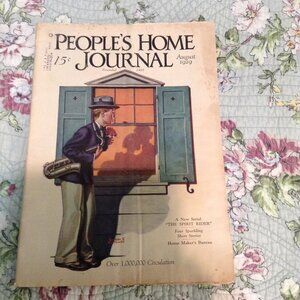 PEOPLE'S HOME
15¢
JOURNAL
August
1929
A New Serial
"THE SPIRIT RIDER"
Four Sparkling
Short Stories
Home Maker's Bureau
Over 1,000,000 Circulation